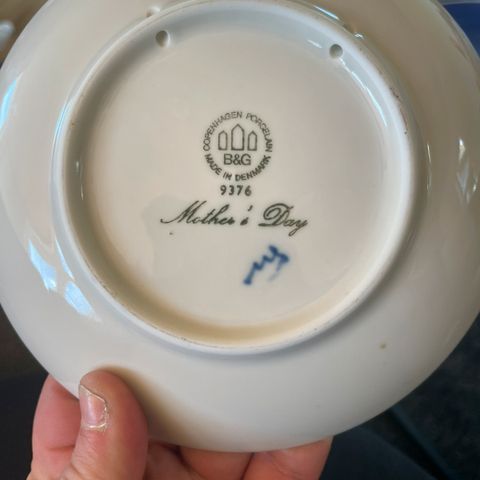 COPENHAGEN PORCELAIN
B&G
MADE IN DENMARK
9376
Mother's Day